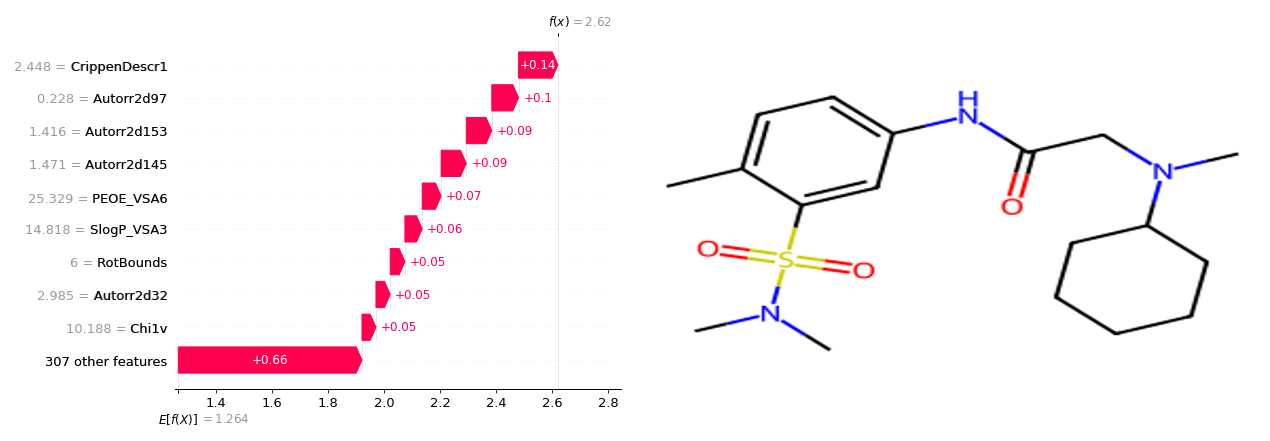 f(x) = 2.62
2.448 = CrippenDescr1 +0.14
0.228 = Autorr2d97 +0.1
1.416 = Autorr2d153 +0.09
1.471 = Autorr2d145 +0.09
25.329 = PEOE_VSA6 +0.07
14.818 = SlogP_VSA3 +0.06
6 = RotBounds +0.05
2.985 = Autorr2d32 +0.05
10.188 = Chi1v +0.05
307 other features +0.66
1.4 1.6 1.8 2.0 2.2 2.4 2.6 2.8
E[f(X)] = 1.264
H
N
O
N
O
S
O
N